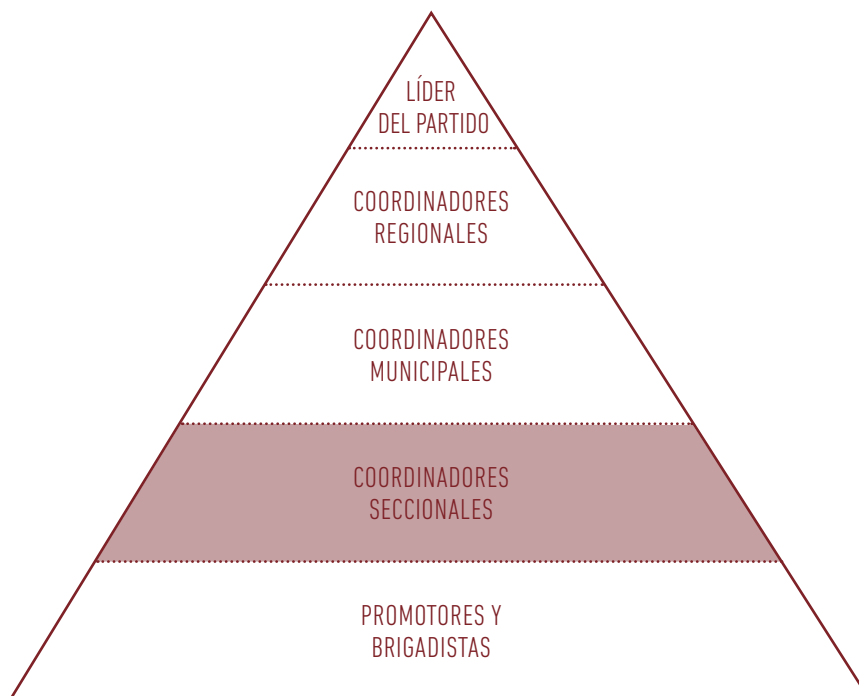 LÍDER
DEL PARTIDO
COORDINADORES
REGIONALES
COORDINADORES
MUNICIPALES
COORDINADORES
SECCIONALES
PROMOTORES Y
BRIGADISTAS